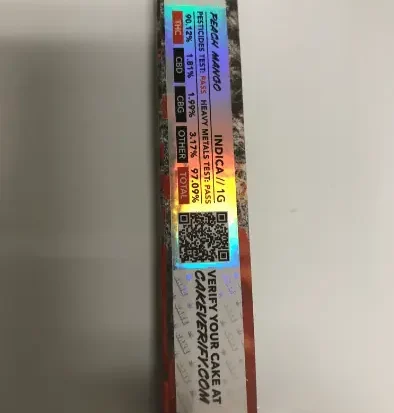 PEACH MANGO
INDICA // 1G
PESTICIDES TEST: PASS HEAVY METALS TEST: PASS
90.12% 1.81% 1.99% 3.17% 97.09%
THC CBD CBG OTHER TOTAL
VERIFY YOUR CAKE AT
CAKEVERIFY.COM